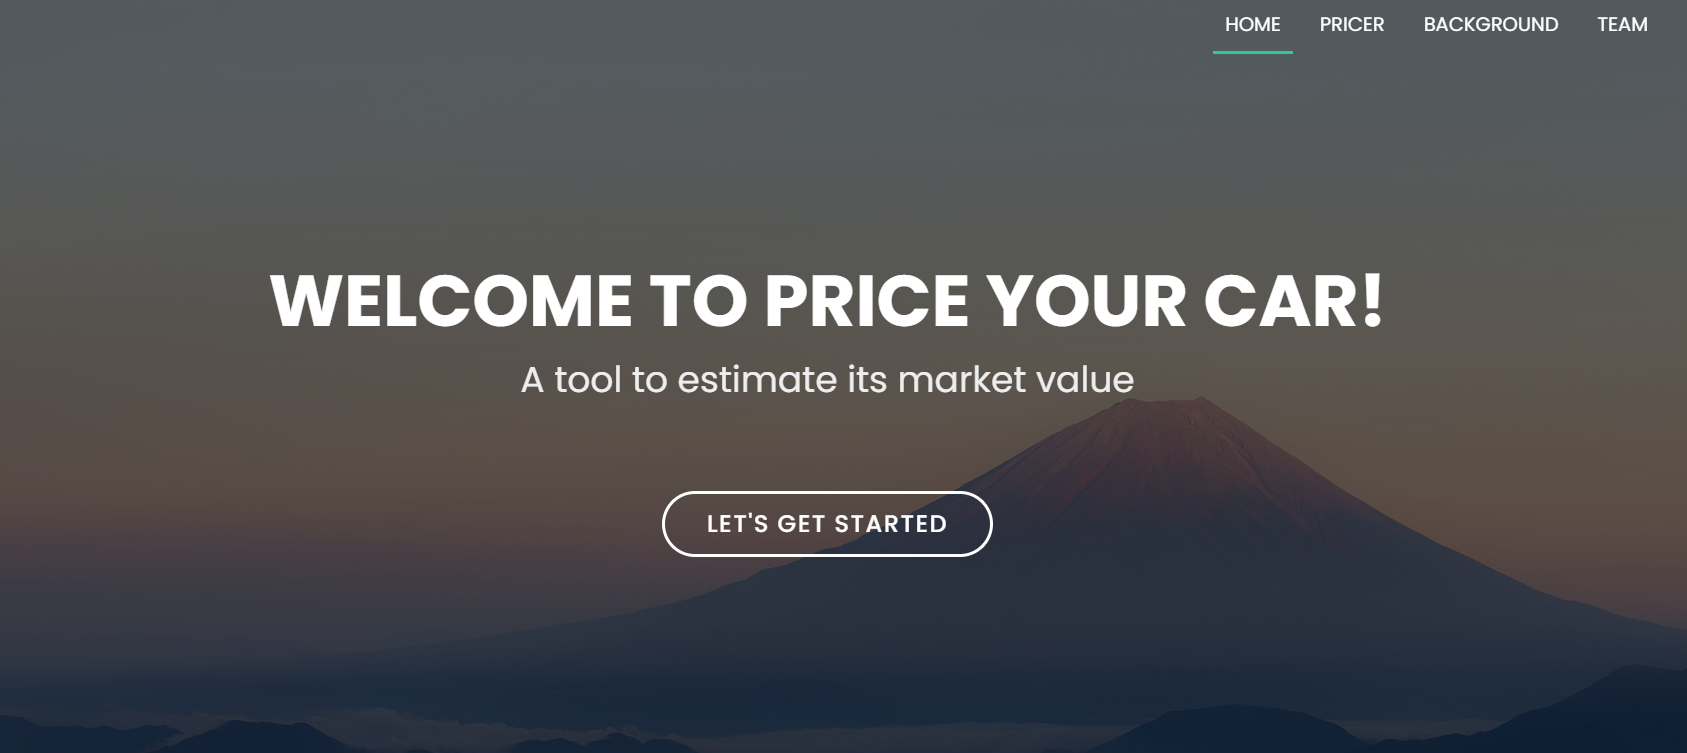 HOME PRICER BACKGROUND TEAM
WELCOME TO PRICE YOUR CAR!
A tool to estimate its market value
LET'S GET STARTED